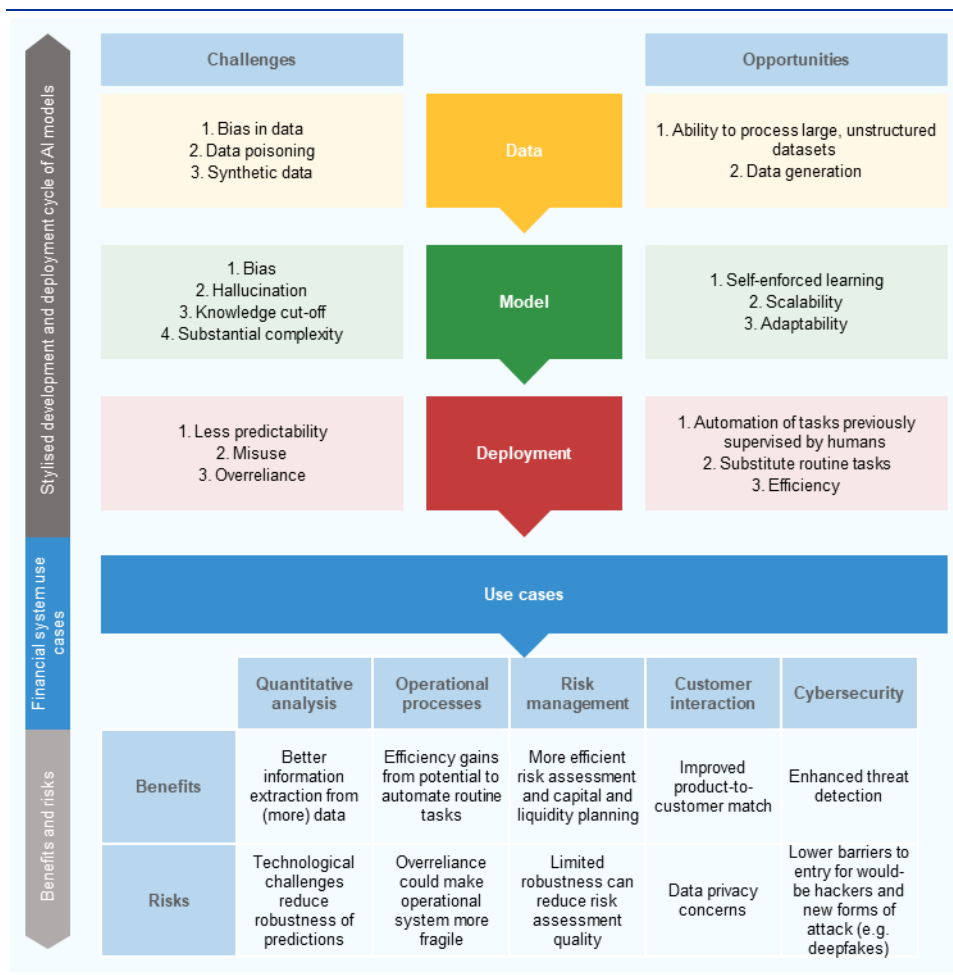 Stylised development and deployment cycle of AI models
Challenges
Opportunities
1. Bias in data
2. Data poisoning
3. Synthetic data
Data
1. Ability to process large, unstructured
datasets
2. Data generation
1. Bias
2. Hallucination
3. Knowledge cut-off
4. Substantial complexity
Model
1. Self-enforced learning
2. Scalability
3. Adaptability
1. Less predictability
2. Misuse
3. Overreliance
Deployment
1. Automation of tasks previously
supervised by humans
2. Substitute routine tasks
3. Efficiency
Financial system use
cases
Use cases
Quantitative
analysis
Operational
processes
Risk
management
Customer
interaction
Cybersecurity
Benefits and risks
Benefits
Better
information
extraction from
(more) data
Efficiency gains
from potential to
automate routine
tasks
More efficient
risk assessment
and capital and
liquidity planning
Improved
product-to-
customer match
Enhanced threat
detection
Risks
Technological
challenges
reduce
robustness of
predictions
Overreliance
could make
operational
system more
fragile
Limited
robustness can
reduce risk
assessment
quality
Data privacy
concerns
Lower barriers to
entry for would-
be hackers and
new forms of
attack (e.g.
deepfakes)